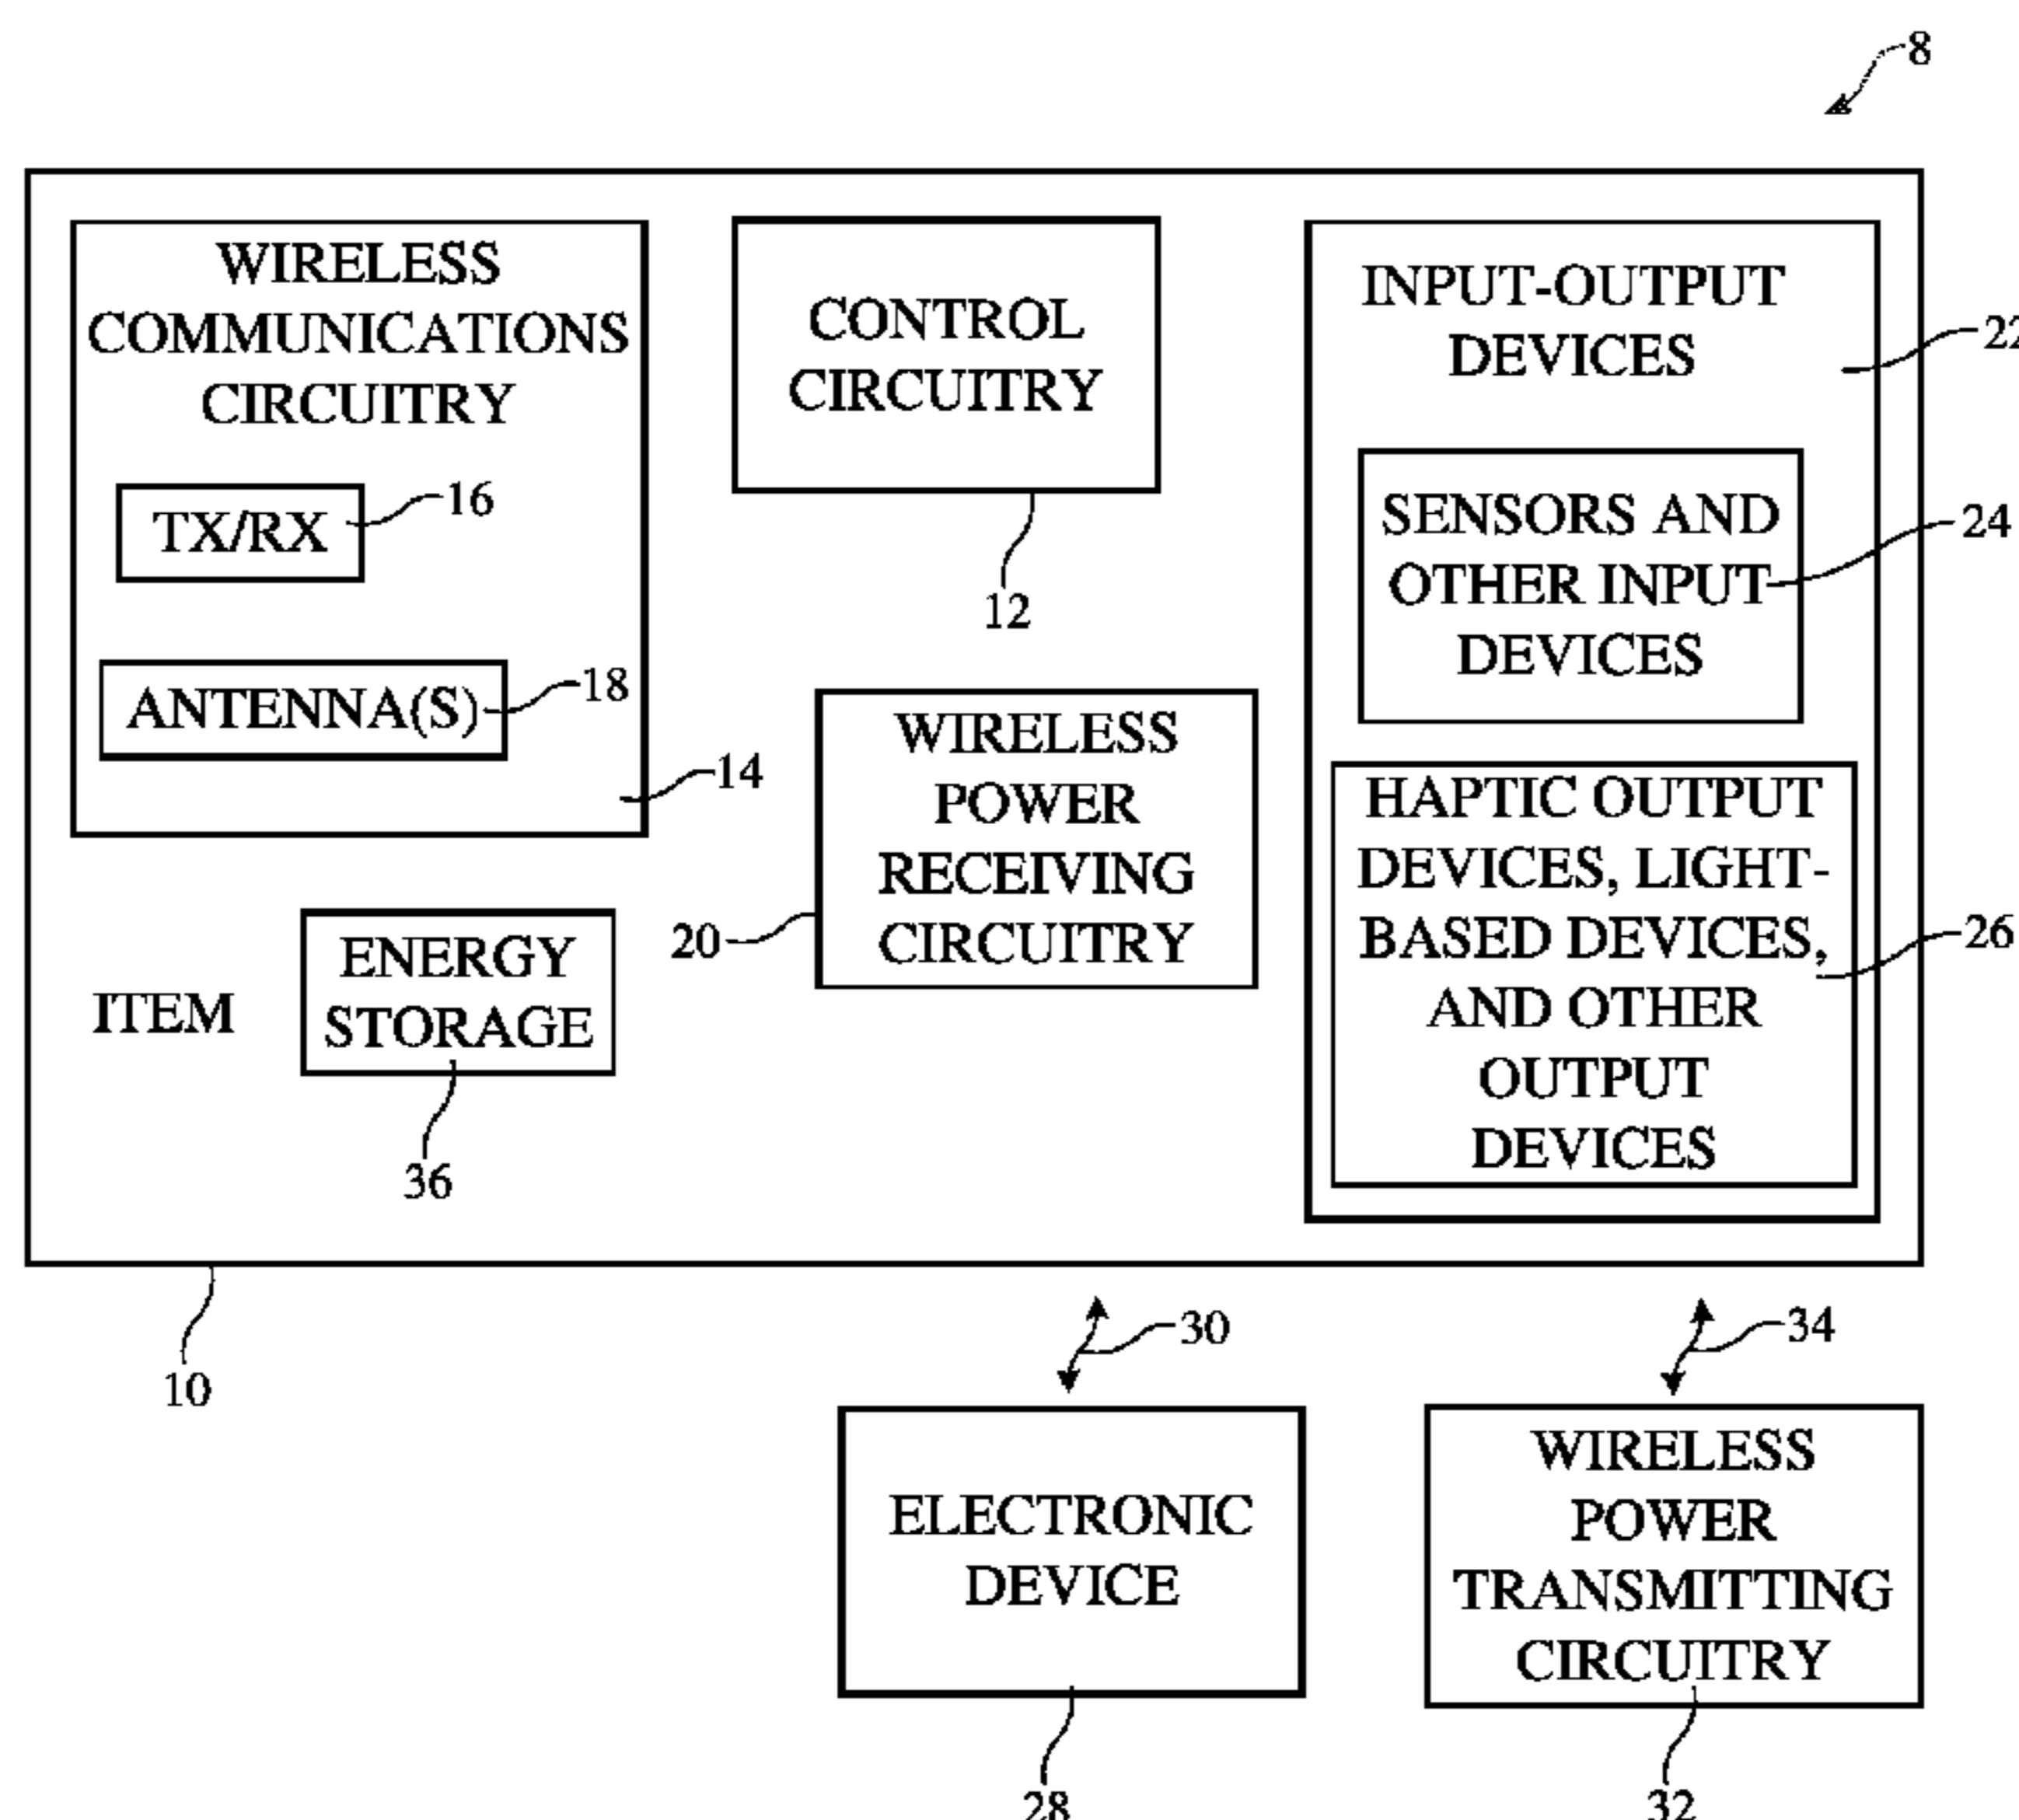 8
WIRELESS
COMMUNICATIONS
CIRCUITRY
TX/RX
16
ANTENNA(S)
18
14
CONTROL
CIRCUITRY
12
INPUT-OUTPUT
DEVICES
22
SENSORS AND
OTHER INPUT
DEVICES
24
HAPTIC OUTPUT
DEVICES, LIGHT-
BASED DEVICES,
AND OTHER
OUTPUT
DEVICES
26
WIRELESS
POWER
RECEIVING
CIRCUITRY
20
ITEM
ENERGY
STORAGE
36
10
30
34
ELECTRONIC
DEVICE
28
WIRELESS
POWER
TRANSMITTING
CIRCUITRY
32